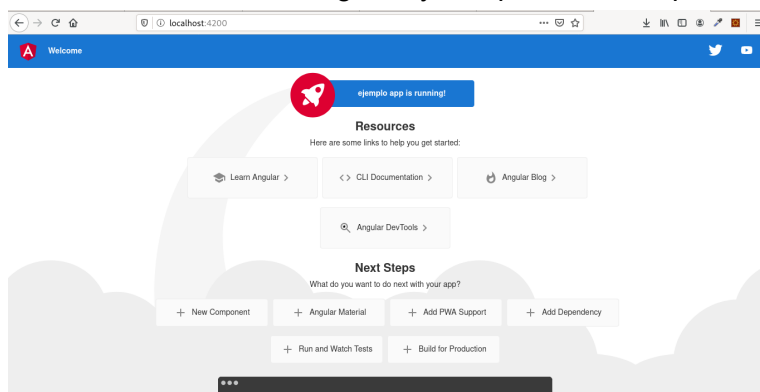 localhost:4200
Welcome
ejemplo app is running!
Resources
Here are some links to help you get started:
Learn Angular
CLI Documentation
Angular Blog
Angular DevTools
Next Steps
What do you want to do next with your app?
New Component
Angular Material
Add PWA Support
Add Dependency
Run and Watch Tests
Build for Production